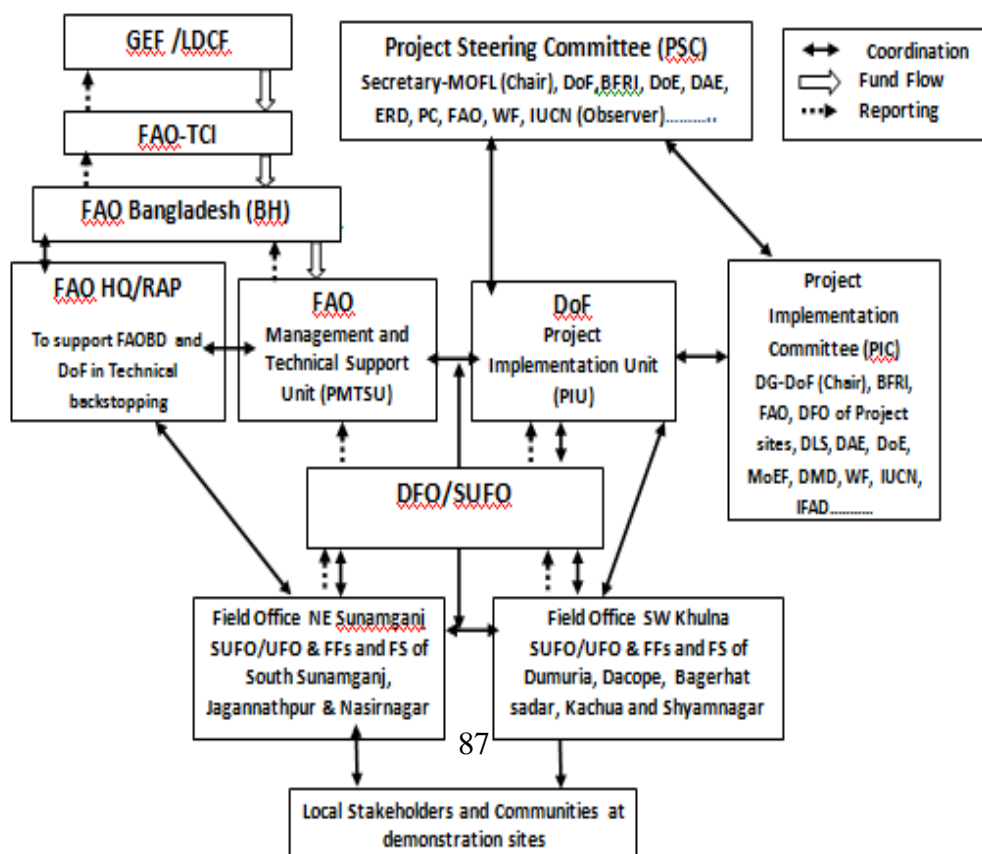 GEF /LDCF
Project Steering Committee (PSC)
Secretary-MOFL (Chair), DoF,BFRI, DoE, DAE,
ERD, PC, FAO, WF, IUCN (Observer)...........
Coordination
Fund Flow
Reporting
FAO-TCI
FAO Bangladesh (BH)
FAO HQ/RAP
To support FAOBD and
DoF in Technical
backstopping
FAO
Management and
Technical Support
Unit (PMTSU)
DoF
Project
Implementation Unit
(PIU)
Project
Implementation
Committee (PIC)
DG-DoF (Chair), BFRI,
FAO, DFO of Project
sites, DLS, DAE, DoE,
MoEF, DMD, WF, IUCN,
IFAD..........
DFO/SUFO
Field Office NE Sunamganj
SUFO/UFO & FFs and FS of
South Sunamganj,
Jagannathpur & Nasirnagar
Field Office SW Khulna
SUFO/UFO & FFs and FS of
Dumuria, Dacope, Bagerhat
sadar, Kachua and Shyamnagar
87
Local Stakeholders and Communities at
demonstration sites